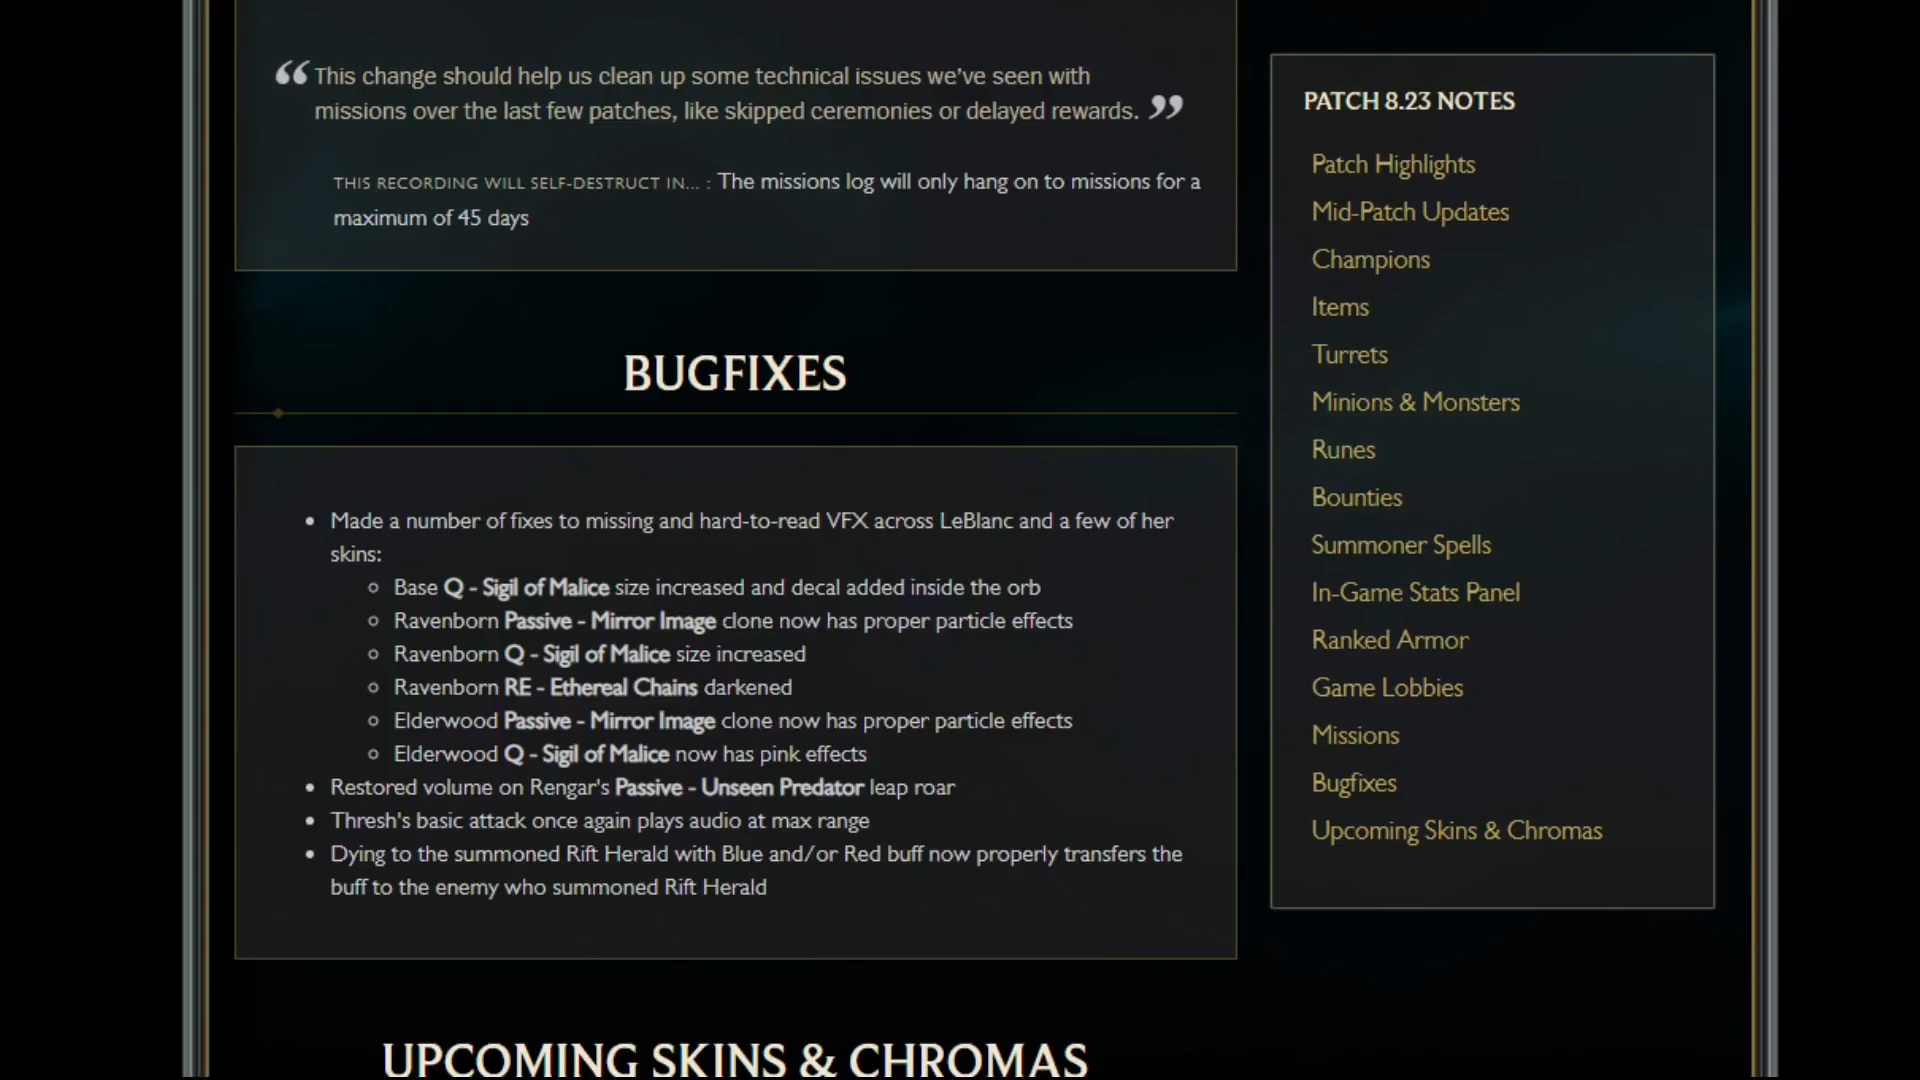 “ This change should help us clean up some technical issues we've seen with
missions over the last few patches, like skipped ceremonies or delayed rewards. ”
THIS RECORDING WILL SELF-DESTRUCT IN... : The missions log will only hang on to missions for a
maximum of 45 days
BUGFIXES
• Made a number of fixes to missing and hard-to-read VFX across LeBlanc and a few of her
skins:
◦ Base Q - Sigil of Malice size increased and decal added inside the orb
◦ Ravenborn Passive - Mirror Image clone now has proper particle effects
◦ Ravenborn Q - Sigil of Malice size increased
◦ Ravenborn RE - Ethereal Chains darkened
◦ Elderwood Passive - Mirror Image clone now has proper particle effects
◦ Elderwood Q - Sigil of Malice now has pink effects
• Restored volume on Rengar's Passive - Unseen Predator leap roar
• Thresh's basic attack once again plays audio at max range
• Dying to the summoned Rift Herald with Blue and/or Red buff now properly transfers the
buff to the enemy who summoned Rift Herald
UPCOMING SKINS & CHROMAS
PATCH 8.23 NOTES
Patch Highlights
Mid-Patch Updates
Champions
Items
Turrets
Minions & Monsters
Runes
Bounties
Summoner Spells
In-Game Stats Panel
Ranked Armor
Game Lobbies
Missions
Bugfixes
Upcoming Skins & Chromas